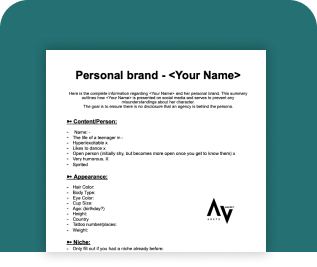 Personal brand - <Your Name>
Here is the complete information regarding <Your Name> and her personal brand. This summary
outlines how <Your Name> is presented on social media and serves to prevent any
misunderstandings about her character.
The goal is to ensure there is no disclosure that an agency is behind the persona.
➳ Content/Person:
- Name: -
- The life of a teenager in -
- Hyperlexcitable x
- Likes to dance x
- Open person (initially shy, but becomes more open once you get to know them) x
- Very humorous. X
- Spirited
➳ Appearance:
- Hair Color:
- Body Type:
- Eye Color:
- Cup Size:
- Age: (birthday?)
- Height:
- Country
- Tattoo number/places:
- Weight:
➳ Niche:
- Only fill out if you had a niche already before.